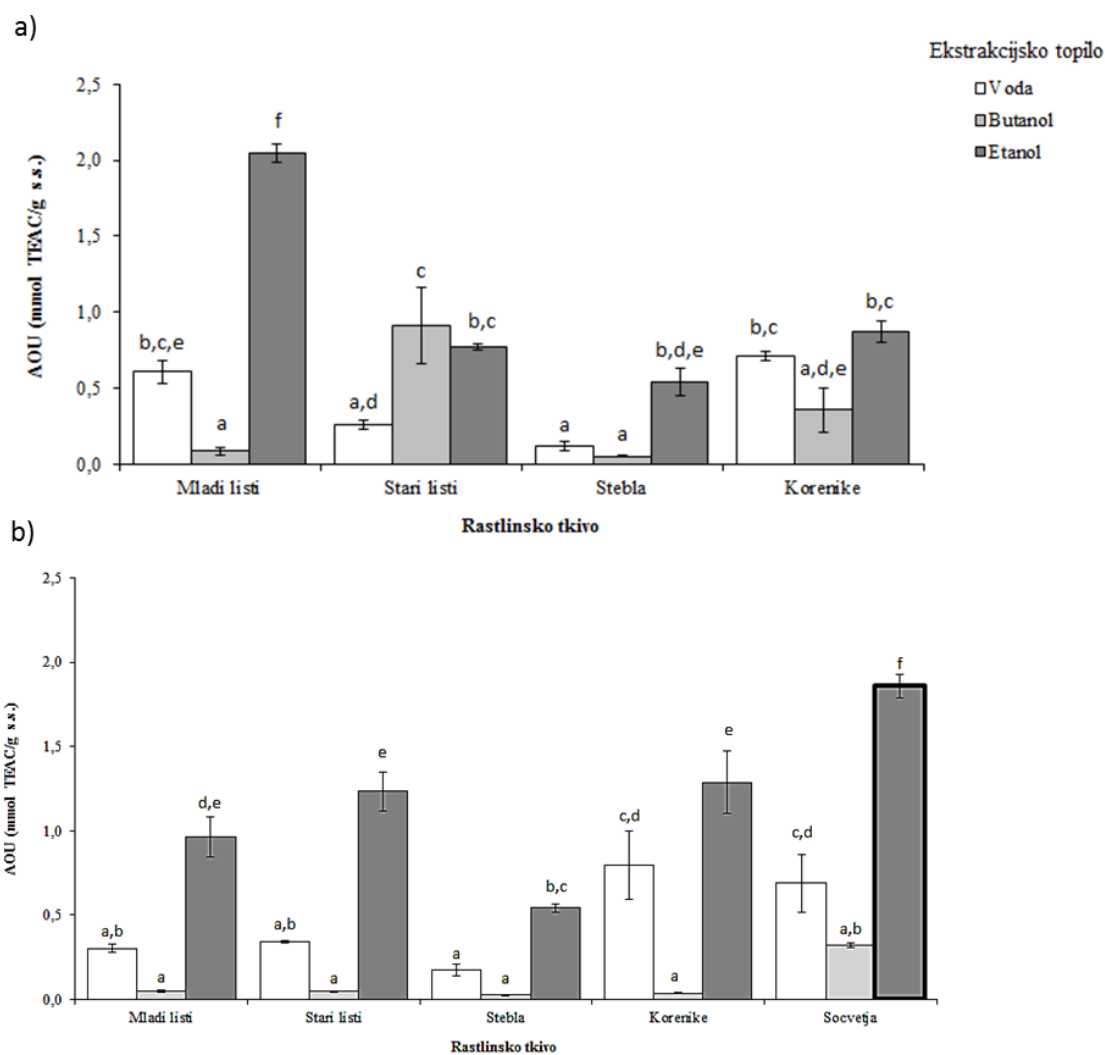 a)
Ekstrakcijsko topilo
Voda
Butanol
Etanol
AOU (mmol TEAC/g s.s.)
2,5
2,0
1,5
1,0
0,5
0,0
b,c,e
a
f
a,d
c
b,c
a
a
b,d,e
b,c
a,d,e
b,c
Mladi listi
Stari listi
Stebla
Korenike
Rastlinsko tkivo
b)
AOU (mmol TEAC/g s.s.)
2,5
2,0
1,5
1,0
0,5
0,0
a,b
a
d,e
a,b
a
e
a
a
b,c
c,d
a
e
c,d
a,b
f
Mladi listi
Stari listi
Stebla
Korenike
Socvetja
Rastlinsko tkivo